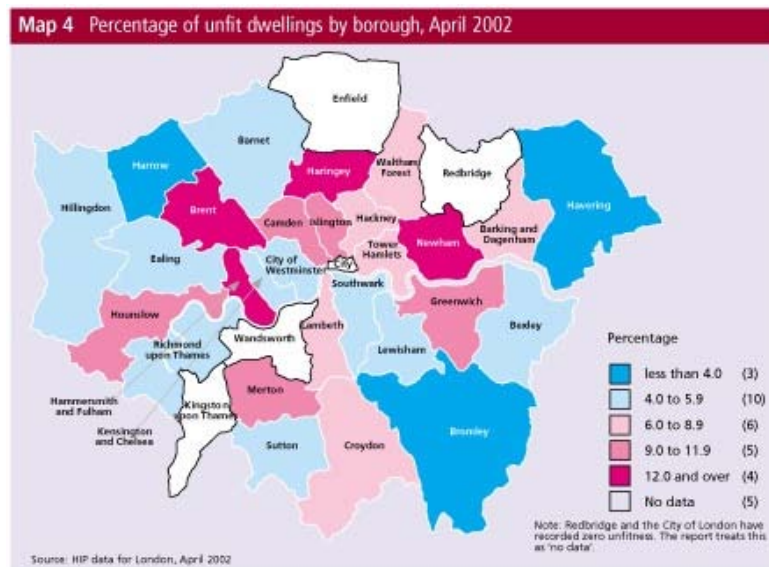 Map 4 Percentage of unfit dwellings by borough, April 2002
Enfield
Barnet
Harrow
Haringey
Waltham
Forest
Redbridge
Havering
Hillingdon
Brent
Camden
Islington
Hackney
Barking and
Dagenham
Newham
Tower
Hamlets
Ealing
City of
Westminster
City
Southwark
Greenwich
Hounslow
Bexley
Richmond
upon Thames
Wandsworth
Lambeth
Lewisham
Hammersmith
and Fulham
Kingston
upon Thames
Merton
Kensington
and Chelsea
Bromley
Sutton
Croydon
Percentage
less than 4.0 (3)
4.0 to 5.9 (10)
6.0 to 8.9 (6)
9.0 to 11.9 (5)
12.0 and over (4)
No data (5)
Note: Redbridge and the City of London have
recorded zero unfitness. The report treats this
as 'no data'.
Source: HIP data for London, April 2002